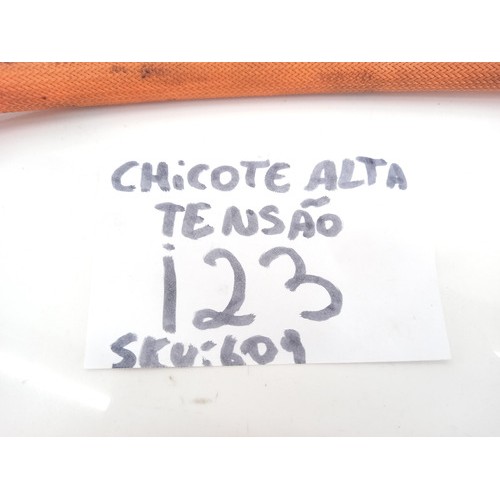 CHiCOTE ALTA
TENSÃO
i23
SKU:609